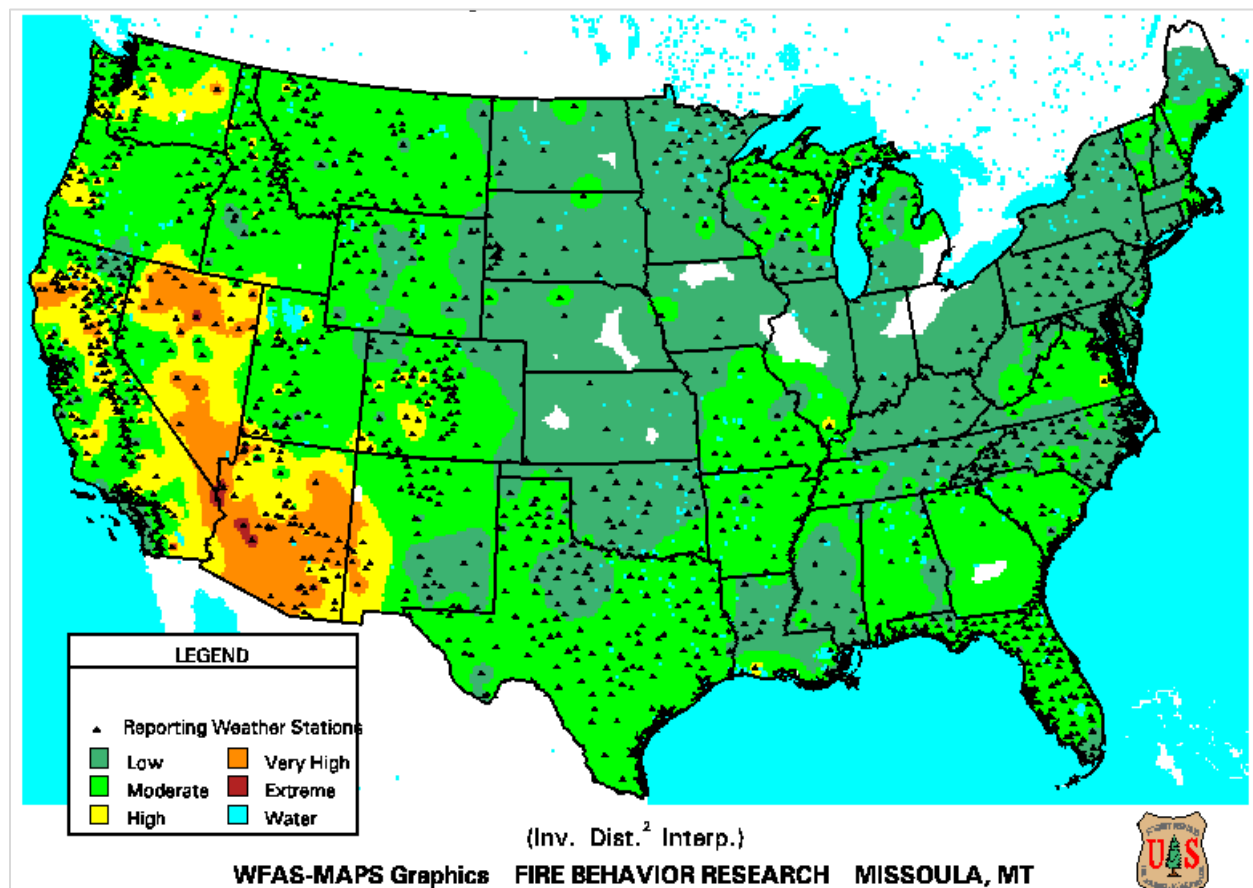 LEGEND
Reporting Weather Stations
Low
Very High
Moderate
Extreme
High
Water
(Inv. Dist.² Interp.)
WFAS-MAPS Graphics FIRE BEHAVIOR RESEARCH MISSOULA, MT
US